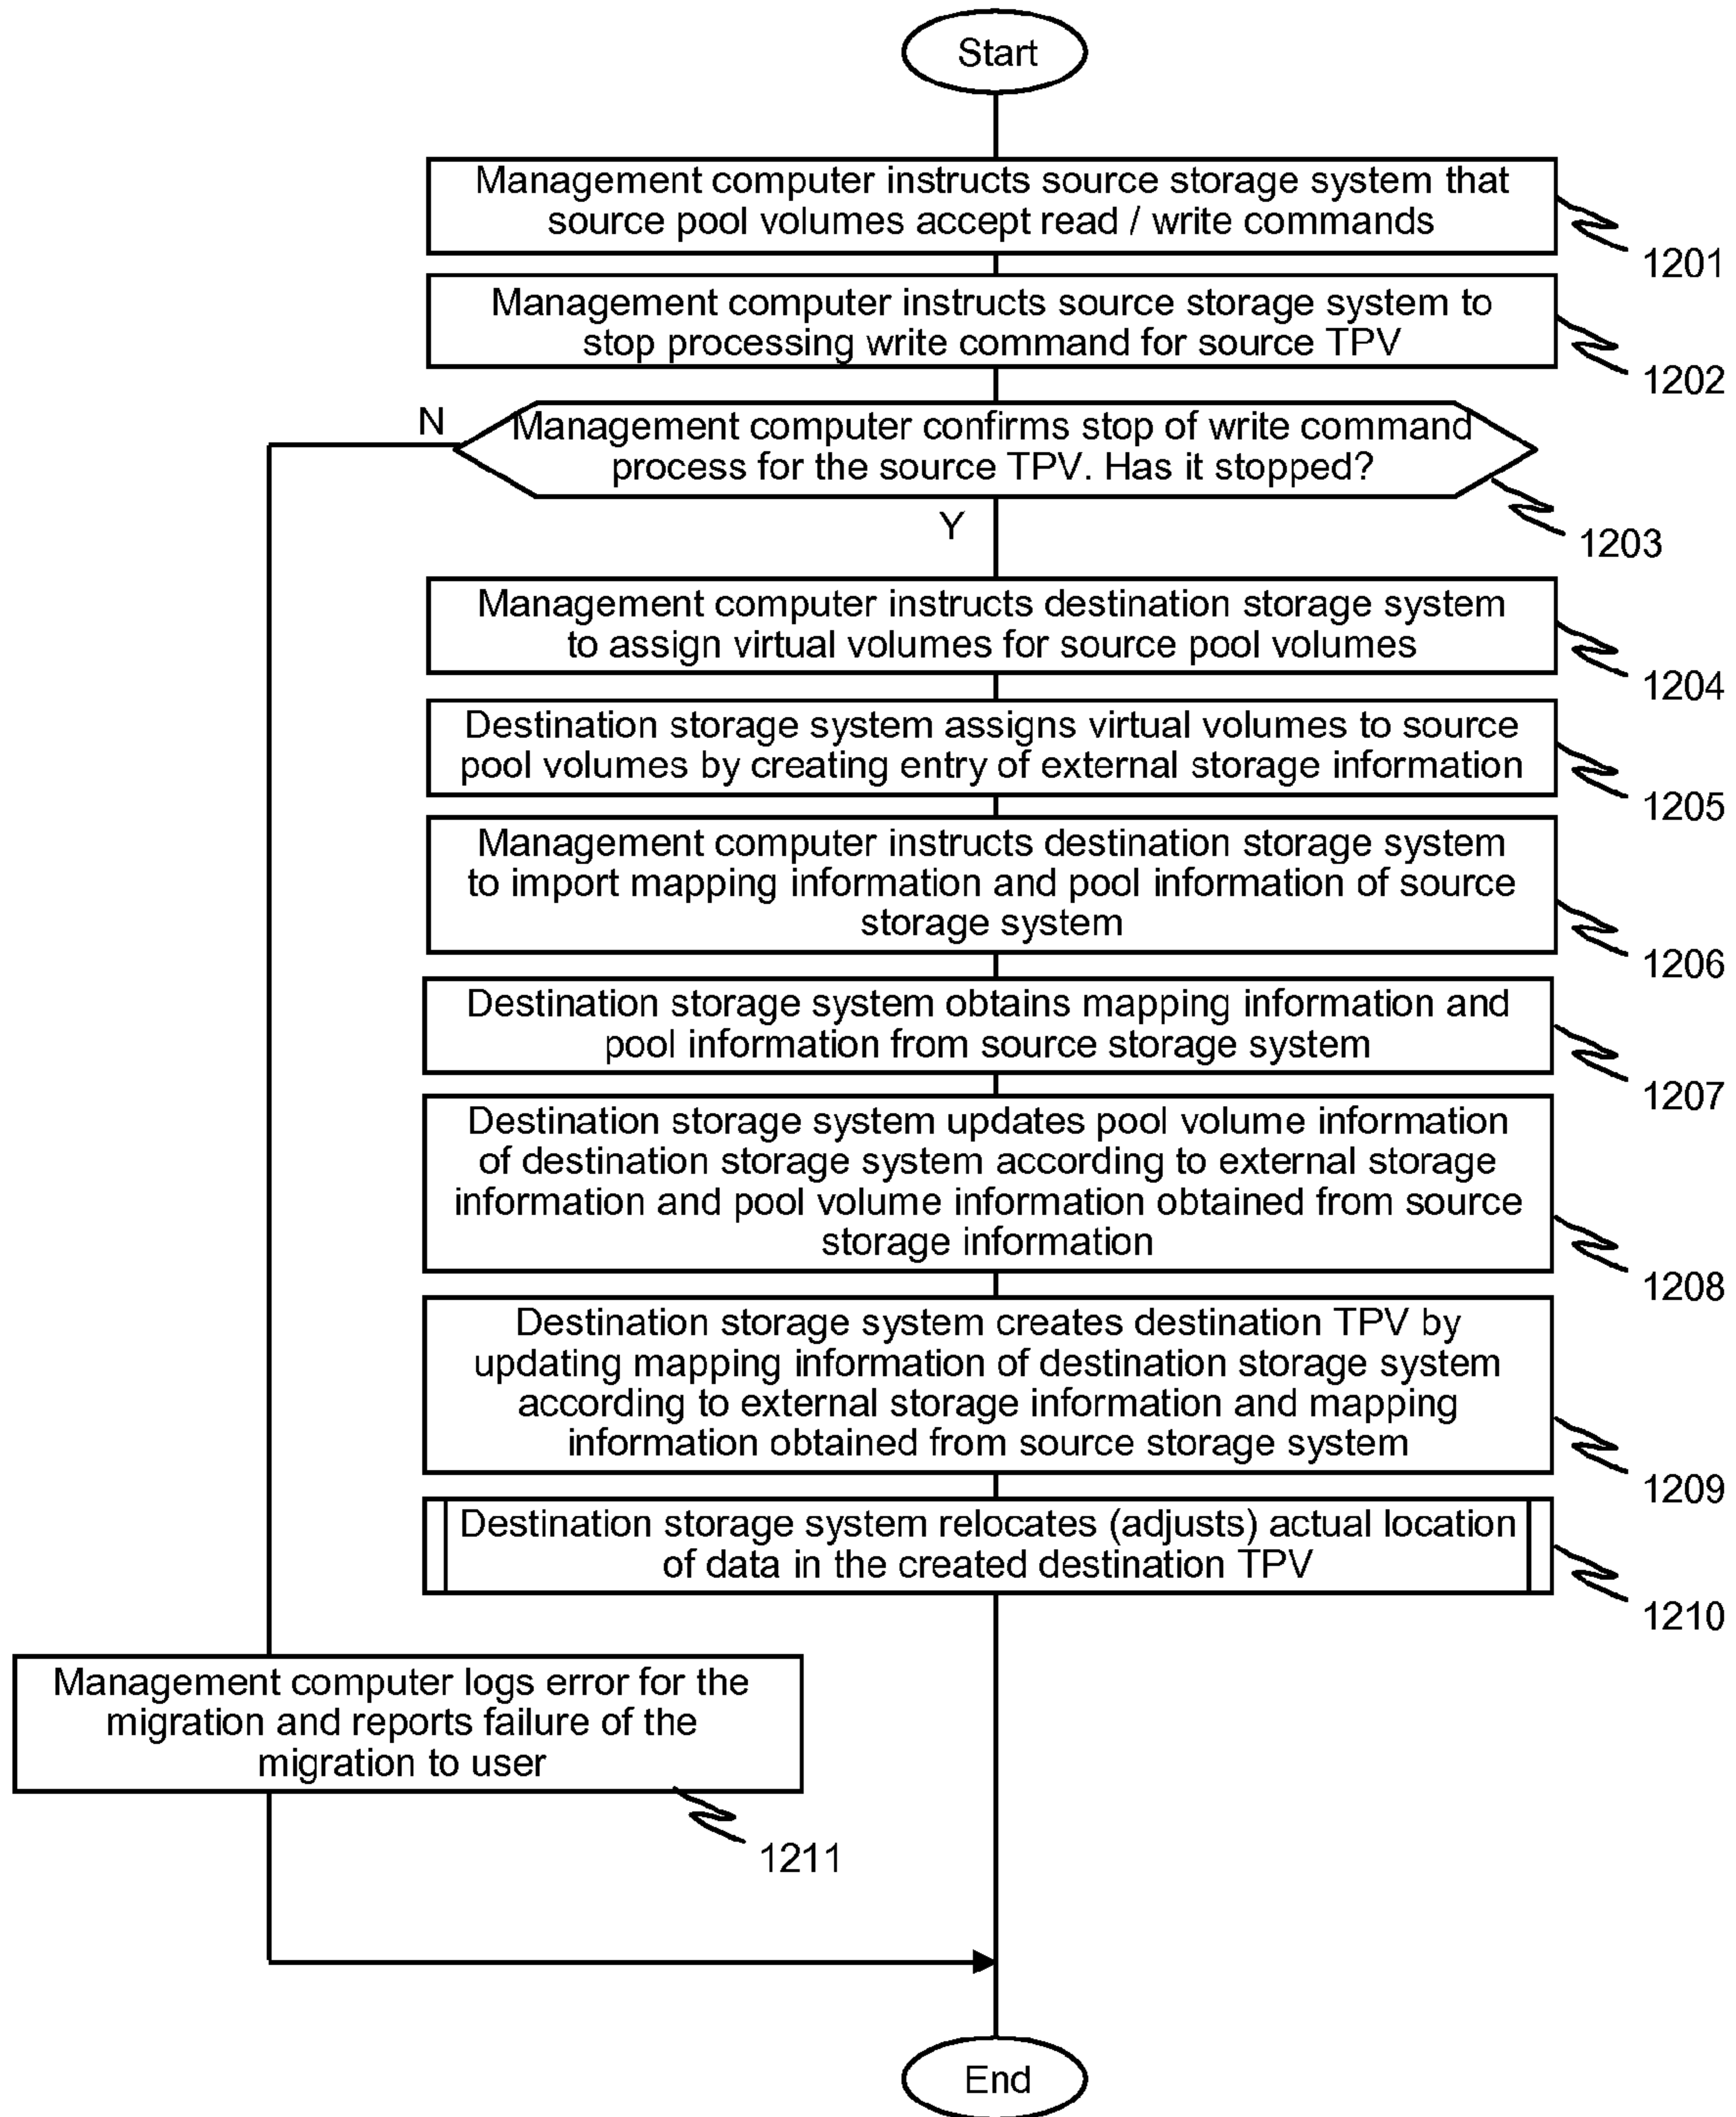 Start
Management computer instructs source storage system that
source pool volumes accept read / write commands
1201
Management computer instructs source storage system to
stop processing write command for source TPV
1202
N
Management computer confirms stop of write command
process for the source TPV. Has it stopped?
1203
Y
Management computer instructs destination storage system
to assign virtual volumes for source pool volumes
1204
Destination storage system assigns virtual volumes to source
pool volumes by creating entry of external storage information
1205
Management computer instructs destination storage system
to import mapping information and pool information of source
storage system
1206
Destination storage system obtains mapping information and
pool information from source storage system
1207
Destination storage system updates pool volume information
of destination storage system according to external storage
information and pool volume information obtained from source
storage information
1208
Destination storage system creates destination TPV by
updating mapping information of destination storage system
according to external storage information and mapping
information obtained from source storage system
1209
Destination storage system relocates (adjusts) actual location
of data in the created destination TPV
1210
Management computer logs error for the
migration and reports failure of the
migration to user
1211
End